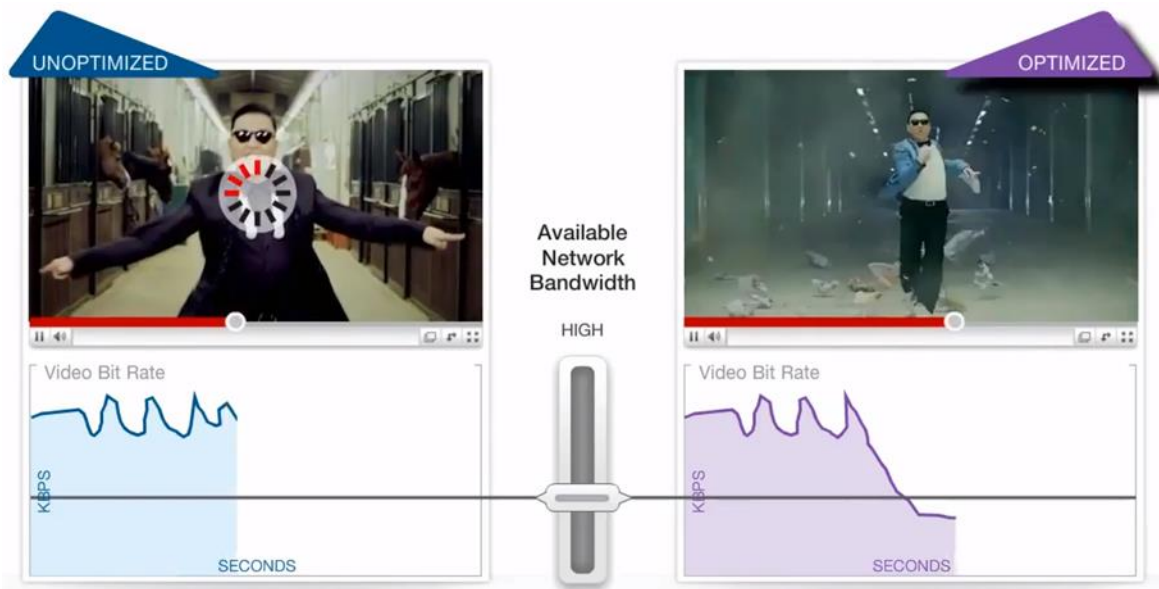 UNOPTIMIZED
OPTIMIZED
Available
Network
Bandwidth
HIGH
Video Bit Rate
KBPS
SECONDS
Video Bit Rate
KBPS
SECONDS